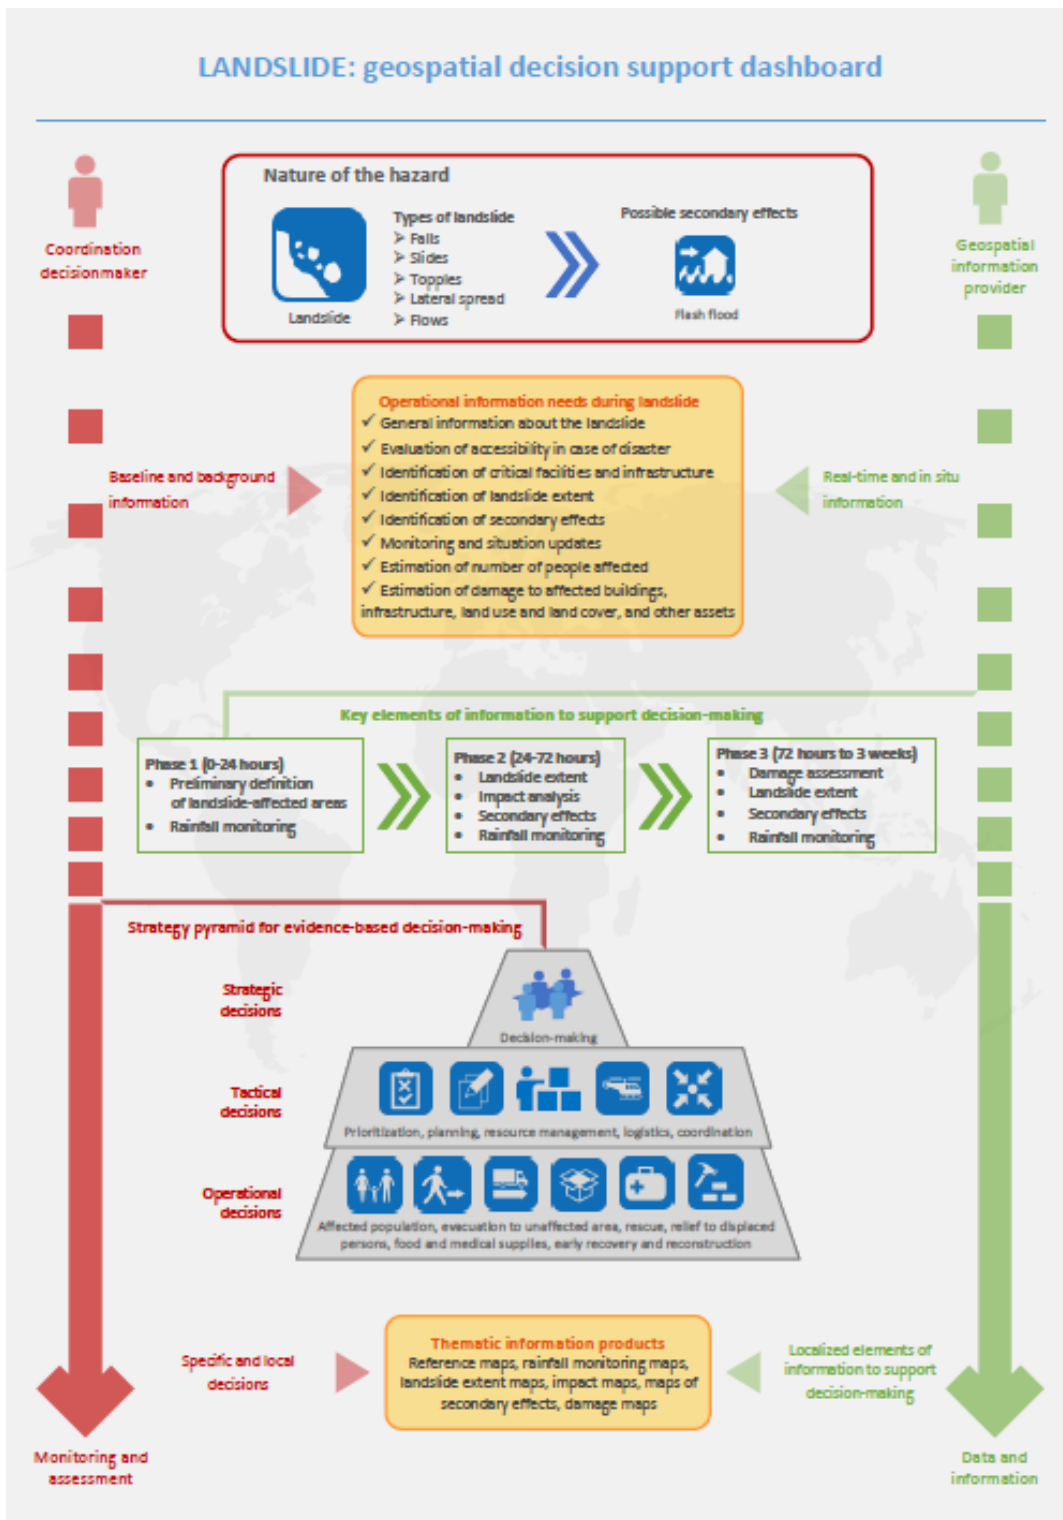 LANDSLIDE: geospatial decision support dashboard
Coordination
decisionmaker
Nature of the hazard
Landslide
Types of landslide
➢ Falls
➢ Slides
➢ Topples
➢ Lateral spread
➢ Flows
Possible secondary effects
Flash flood
Geospatial
information
provider
Baseline and background
information
Operational information needs during landslide
✓ General information about the landslide
✓ Evaluation of accessibility in case of disaster
✓ Identification of critical facilities and infrastructure
✓ Identification of landslide extent
✓ Identification of secondary effects
✓ Monitoring and situation updates
✓ Estimation of number of people affected
✓ Estimation of damage to affected buildings,
infrastructure, land use and land cover, and other assets
Real-time and in situ
information
Key elements of information to support decision-making
Phase 1 (0-24 hours)
• Preliminary definition
of landslide-affected areas
• Rainfall monitoring
Phase 2 (24-72 hours)
• Landslide extent
• Impact analysis
• Secondary effects
• Rainfall monitoring
Phase 3 (72 hours to 3 weeks)
• Damage assessment
• Landslide extent
• Secondary effects
• Rainfall monitoring
Strategy pyramid for evidence-based decision-making
Strategic
decisions
Decision-making
Tactical
decisions
Prioritization, planning, resource management, logistics, coordination
Operational
decisions
Affected population, evacuation to unaffected area, rescue, relief to displaced
persons, food and medical supplies, early recovery and reconstruction
Specific and local
decisions
Thematic information products
Reference maps, rainfall monitoring maps,
landslide extent maps, impact maps, maps of
secondary effects, damage maps
Localized elements of
information to support
decision-making
Monitoring and
assessment
Data and
information